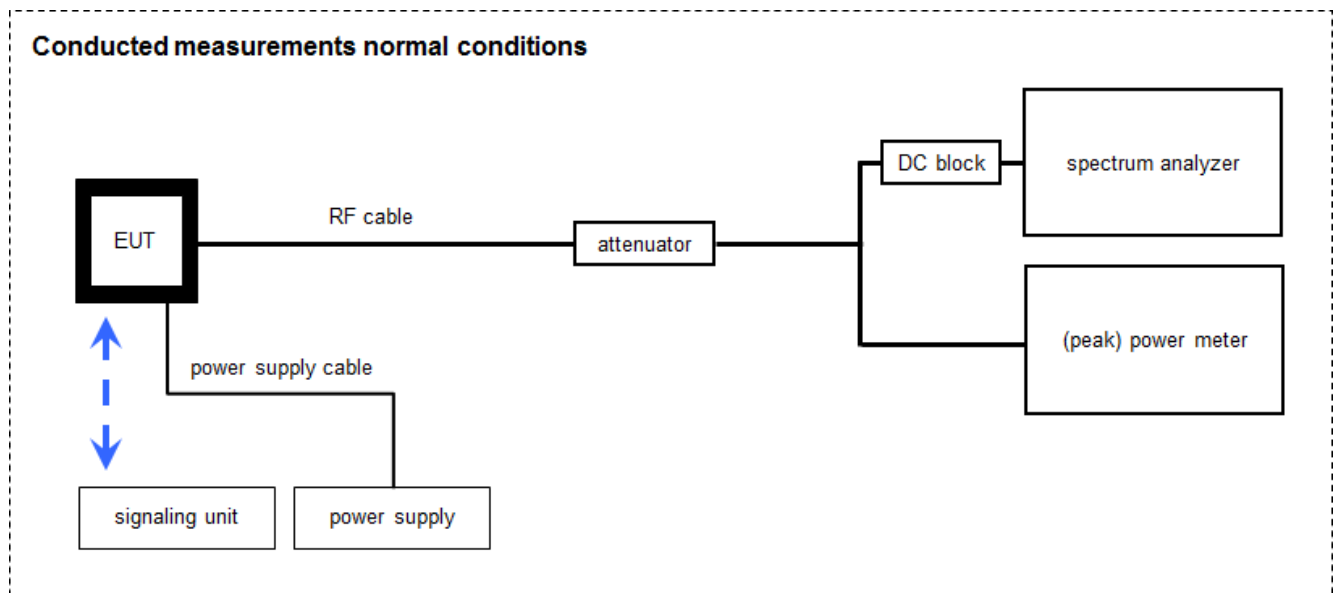 Conducted measurements normal conditions
DC block
spectrum analyzer
EUT
RF cable
attenuator
(peak) power meter
power supply cable
signaling unit
power supply